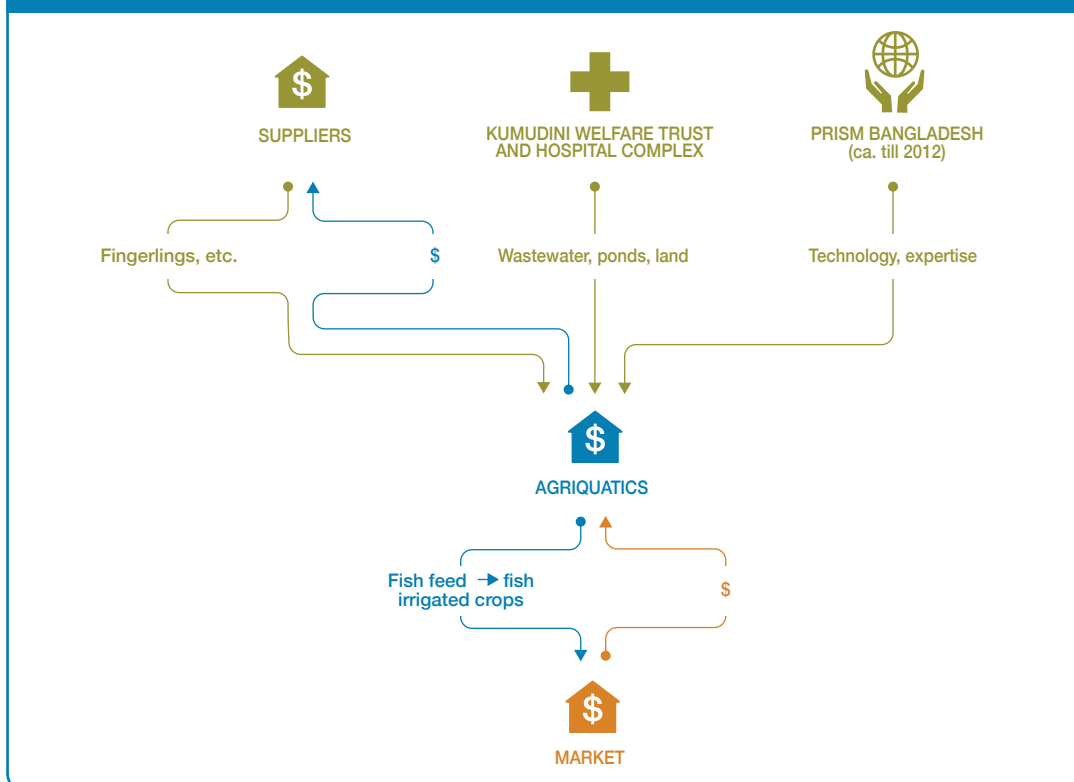 $
SUPPLIERS
KUMUDINI WELFARE TRUST
AND HOSPITAL COMPLEX
PRISM BANGLADESH
(ca. till 2012)
Fingerlings, etc.
$
Wastewater, ponds, land
Technology, expertise
$
AGRIQUATICS
Fish feed → fish
irrigated crops
$
$
MARKET